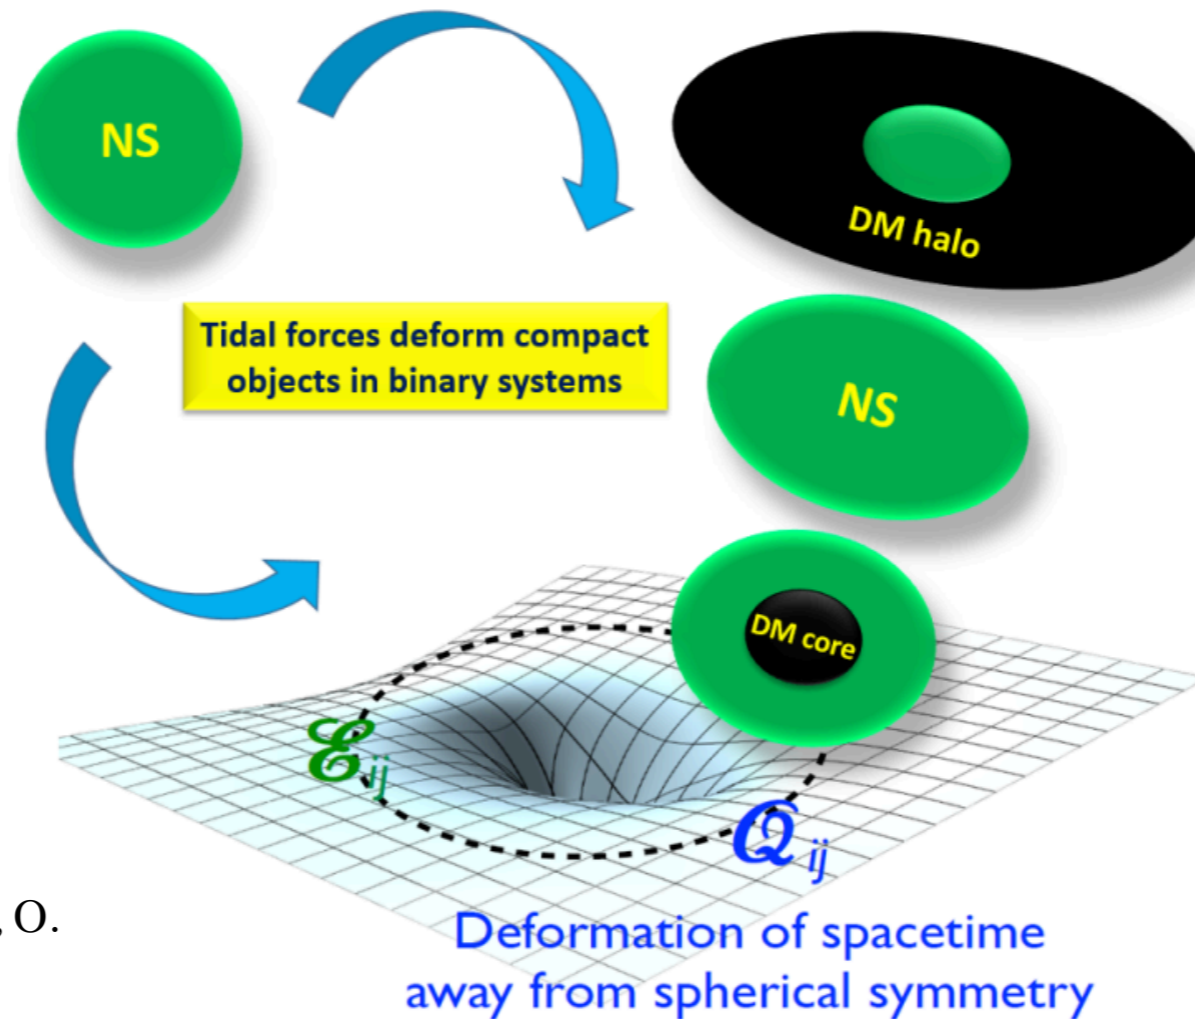 NS
DM halo
Tidal forces deform compact
objects in binary systems
NS
DM core
ℰij
𝒬ij
, O.
Deformation of spacetime
away from spherical symmetry